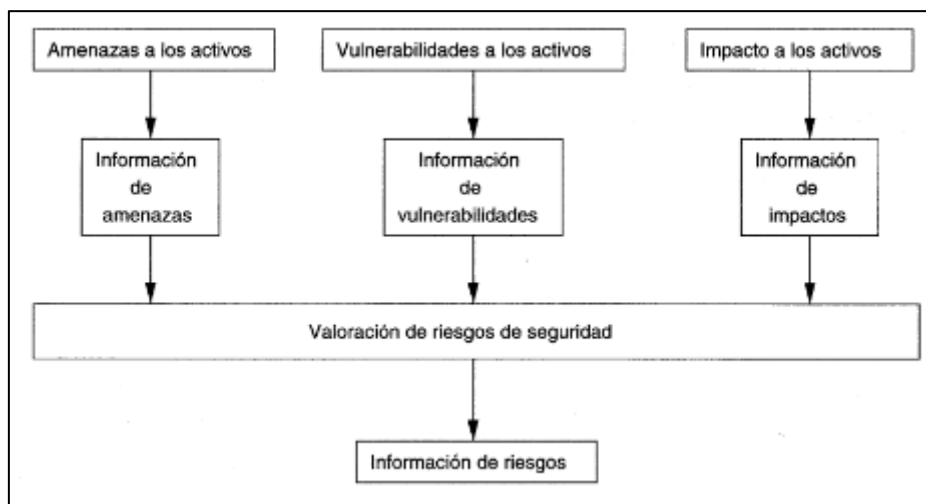 Amenazas a los activos
Vulnerabilidades a los activos
Impacto a los activos
Información
de
amenazas
Información
de
vulnerabilidades
Información
de
impactos
Valoración de riesgos de seguridad
Información de riesgos